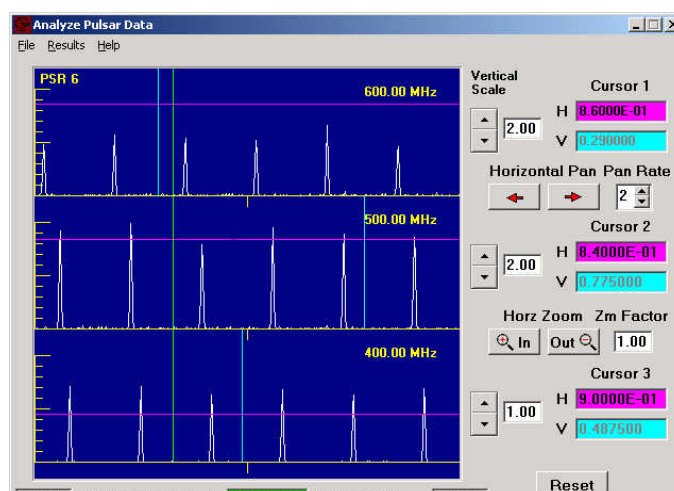 Analyze Pulsar Data
File Results Help
PSR 6
600.00 MHz
500.00 MHz
400.00 MHz
Vertical
Scale
Cursor 1
2.00
H 8.6000E-01
V 0.290000
Horizontal Pan Pan Rate
2
Cursor 2
2.00
H 8.4000E-01
V 0.775000
Horz Zoom Zm Factor
In Out 1.00
Cursor 3
1.00
H 9.0000E-01
V 0.487500
Reset